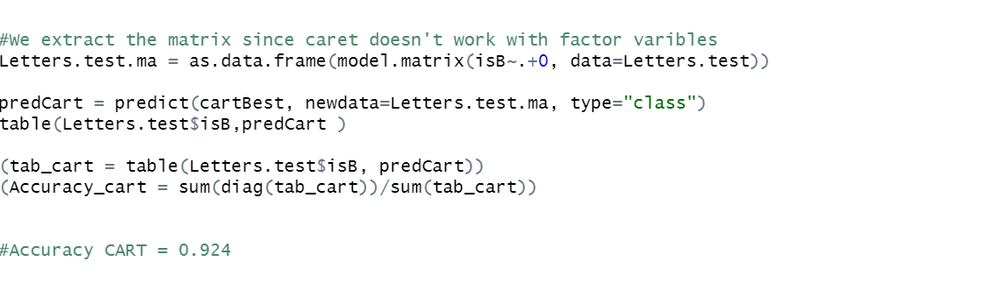 #We extract the matrix since caret doesn't work with factor varibles
Letters.test.ma = as.data.frame(model.matrix(isB~.+0, data=Letters.test))
predCart = predict(cartBest, newdata=Letters.test.ma, type="class")
table(Letters.test$isB,predCart )
(tab_cart = table(Letters.test$isB, predCart))
(Accuracy_cart = sum(diag(tab_cart))/sum(tab_cart))
#Accuracy CART = 0.924